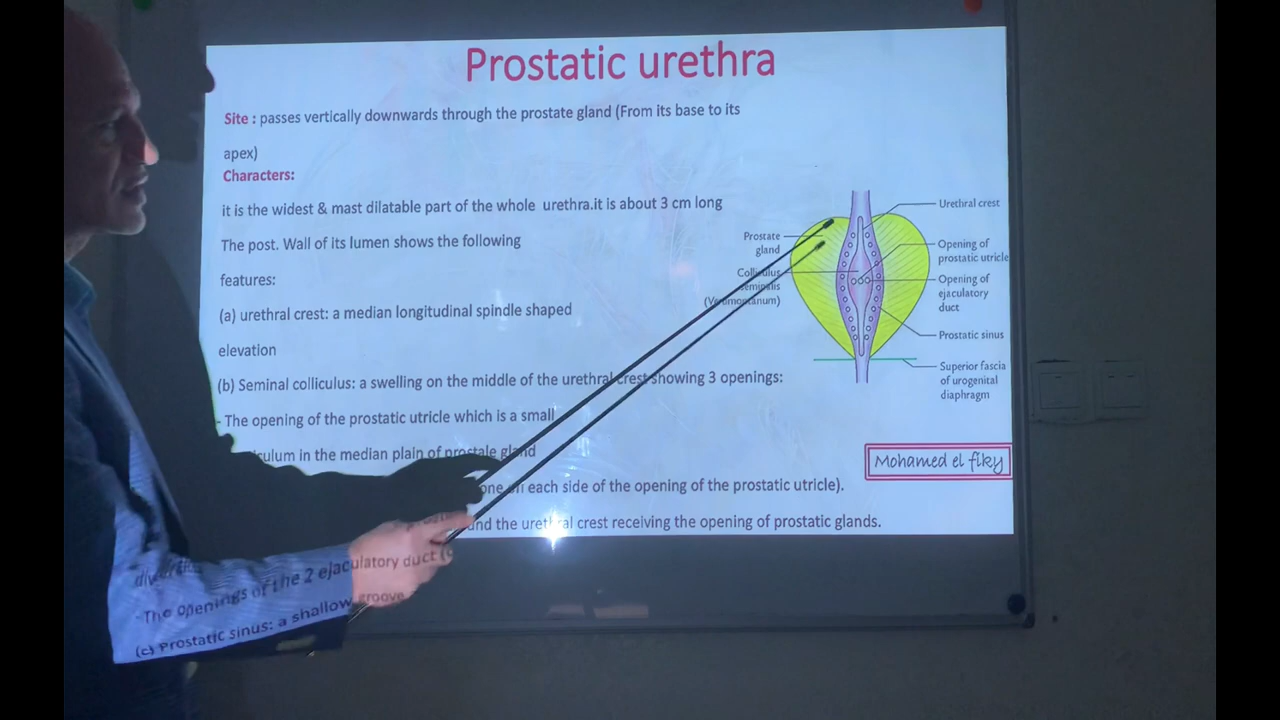 Prostatic urethra
Site : passes vertically downwards through the prostate gland (From its base to its
apex)
Characters:
it is the widest & mast dilatable part of the whole urethra.it is about 3 cm long
The post. Wall of its lumen shows the following
features:
(a) urethral crest: a median longitudinal spindle shaped
elevation
(b) Seminal colliculus: a swelling on the middle of the urethral crest showing 3 openings:
- The opening of the prostatic utricle which is a small
in the median plain of prostale gland
-The openings of the 2 ejaculatory duct (one on each side of the opening of the prostatic utricle).
(c) Prostatic sinus: a shallow groove the urethral crest receiving the opening of prostatic glands.
Prostate
gland
Colliculus
seminalis
(Verumontanum)
Urethral crest
Opening of
prostatic utricle
Opening of
ejaculatory
duct
Prostatic sinus
Superior fascia
of urogenital
diaphragm
Mohamed el fiky